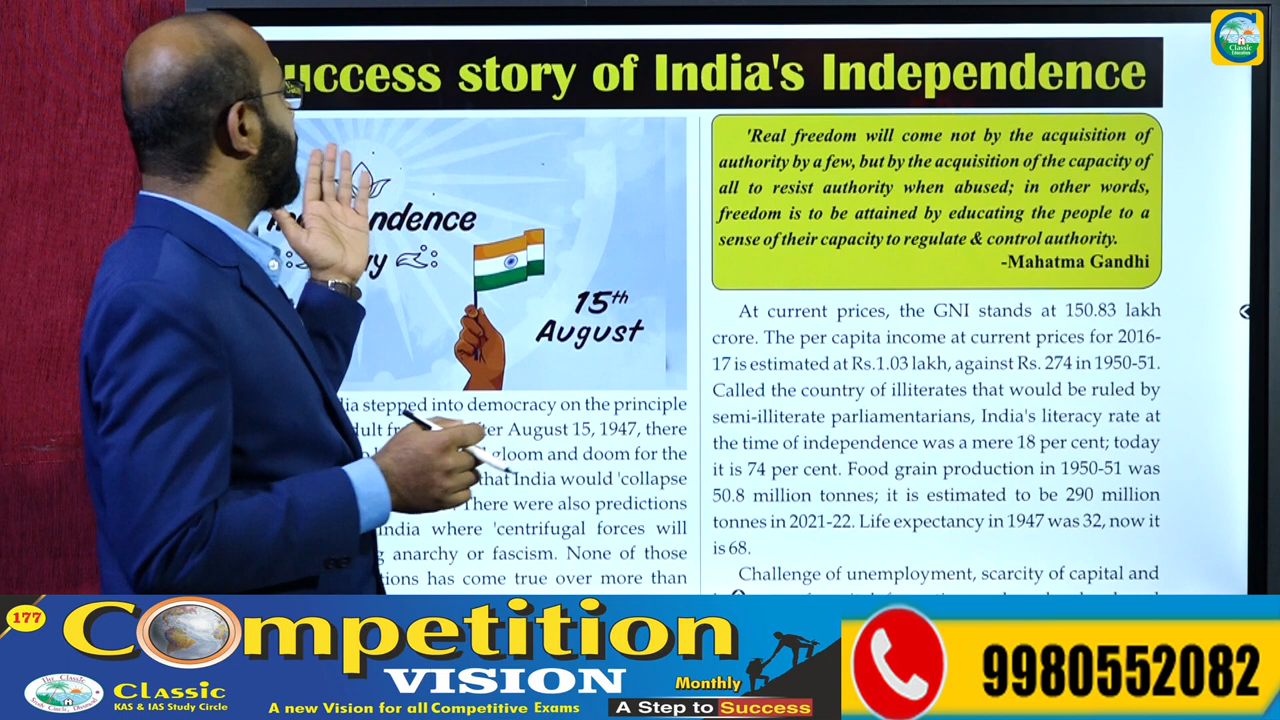 uccess story of India's Independence
ndence
15th
August
'Real freedom will come not by the acquisition of
authority by a few, but by the acquisition of the capacity of
all to resist authority when abused; in other words,
freedom is to be attained by educating the people to a
sense of their capacity to regulate & control authority.
-Mahatma Gandhi
stepped into democracy on the principle
August 15, 1947, there
gloom and doom for the
that India would 'collapse
There were also predictions
India where 'centrifugal forces will
anarchy or fascism. None of those
has come true over more than
At current prices, the GNI stands at 150.83 lakh
crore. The per capita income at current prices for 2016-
17 is estimated at Rs.1.03 lakh, against Rs. 274 in 1950-51.
Called the country of illiterates that would be ruled by
semi-illiterate parliamentarians, India's literacy rate at
the time of independence was a mere 18 per cent; today
it is 74 per cent. Food grain production in 1950-51 was
50.8 million tonnes; it is estimated to be 290 million
tonnes in 2021-22. Life expectancy in 1947 was 32, now it
is 68.
Challenge of unemployment, scarcity of capital and
Classic
Education
177
Competition
VISION
Monthly
The Classic
Study Circle, Dharwad
Classic
KAS & IAS Study Circle
A new Vision for all Competitive Exams
A Step to Success
9980552082